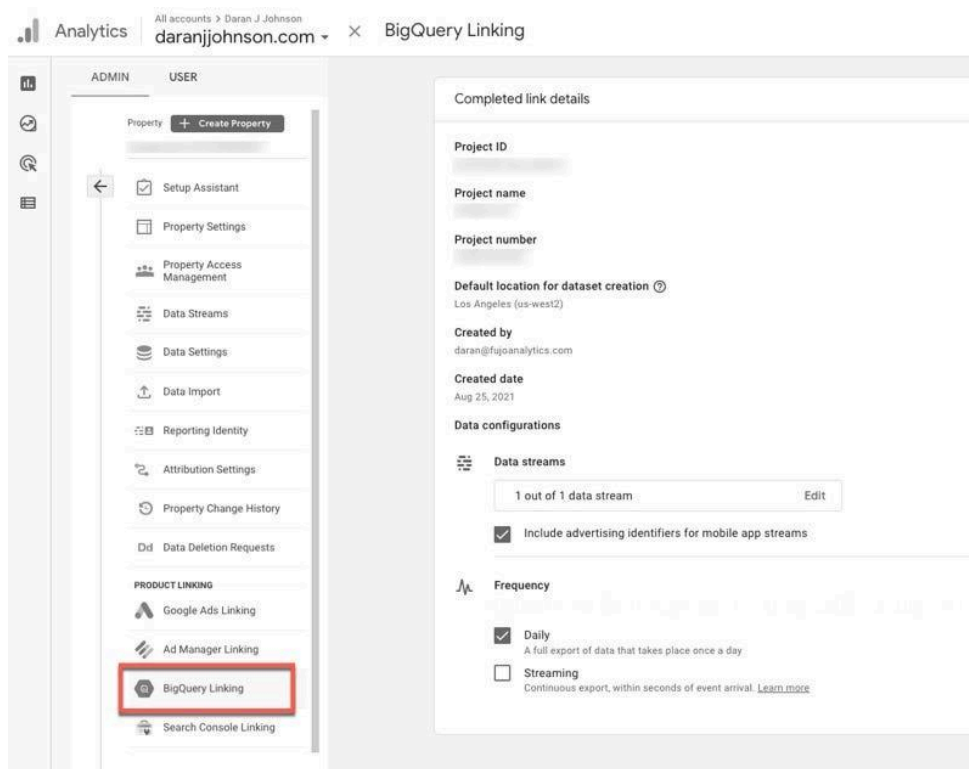 All accounts > Daran J Johnson
Analytics
daranjjohnson.com
BigQuery Linking
ADMIN
USER
Property
+ Create Property
Setup Assistant
Property Settings
Property Access
Management
Data Streams
Data Settings
Data Import
Reporting Identity
Attribution Settings
Property Change History
Dd Data Deletion Requests
PRODUCT LINKING
Google Ads Linking
Ad Manager Linking
BigQuery Linking
Search Console Linking
Completed link details
Project ID
Project name
Project number
Default location for dataset creation
Los Angeles (us-west2)
Created by
daran@fujoanalytics.com
Created date
Aug 25, 2021
Data configurations
Data streams
1 out of 1 data stream
Edit
Include advertising identifiers for mobile app streams
Frequency
Daily
A full export of data that takes place once a day
Streaming
Continuous export, within seconds of event arrival. Learn more